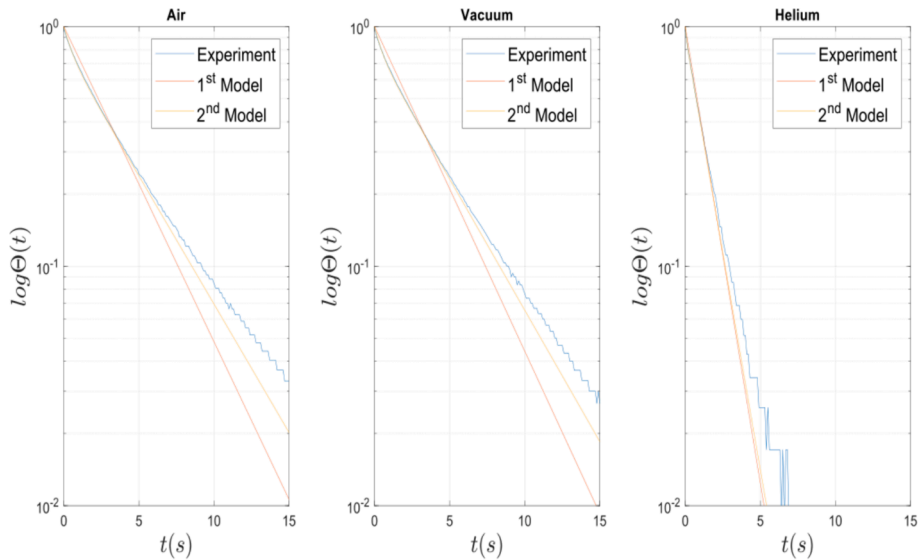 Air
Experiment
1st Model
2nd Model
10^0
10^-1
10^-2
logΘ(t)
0
5
10
15
t(s)
Vacuum
Experiment
1st Model
2nd Model
10^0
10^-1
10^-2
logΘ(t)
0
5
10
15
t(s)
Helium
Experiment
1st Model
2nd Model
10^0
10^-1
10^-2
logΘ(t)
0
5
10
15
t(s)